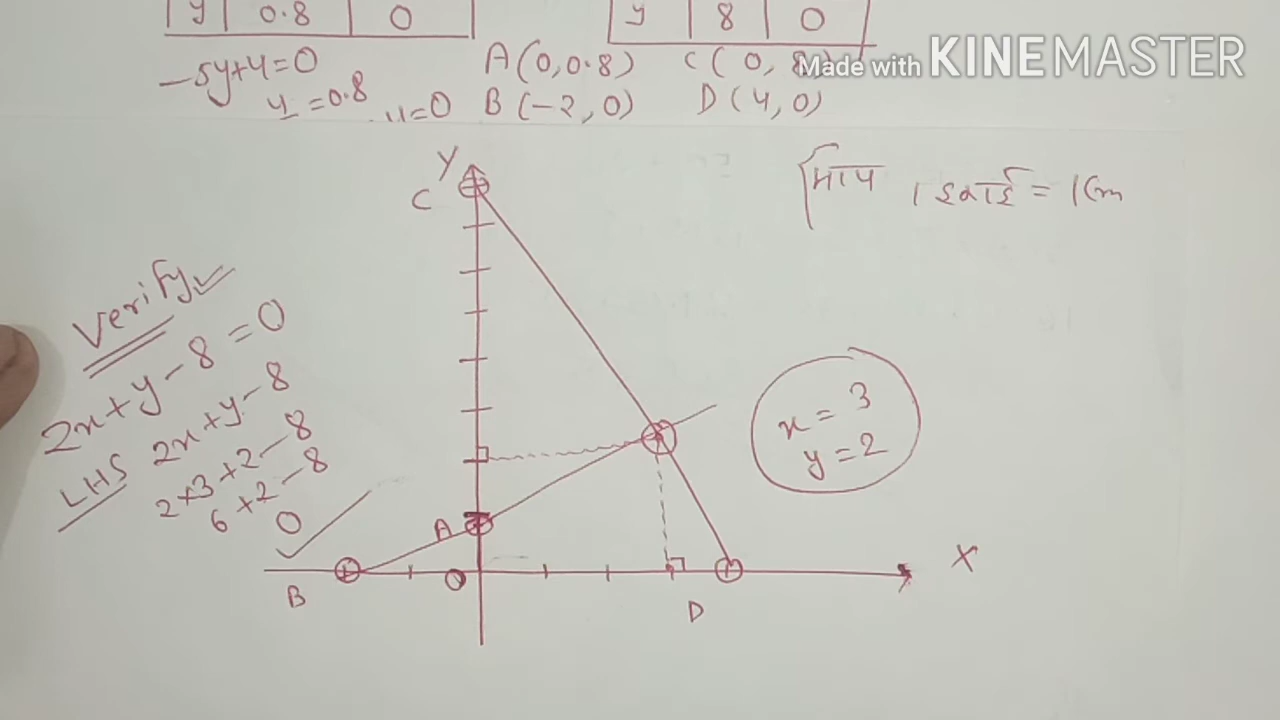 y 0.8 0
y 8 0
-5y+4=0
y=0.8
y=0
A(0,0.8)
B(-2,0)
C(0,8)
D(4,0)
Made with KINEMASTER
माप 1 इकाई = 1Cm
Y
C
Verify
2x+y-8=0
LHS 2x+y-8
2×3+2-8
6+2-8
0
x=3
y=2
A
B
O
D
X